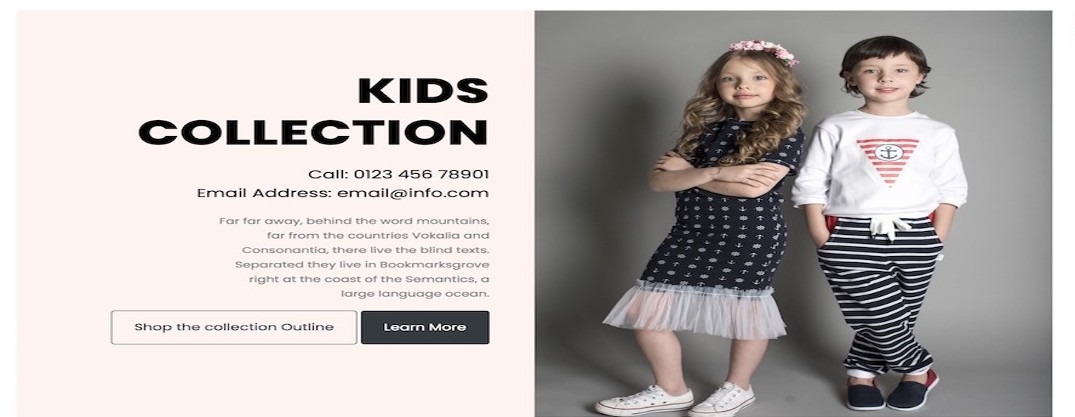 KIDS
COLLECTION
Call: 0123 456 78901
Email Address: email@info.com
Far far away, behind the word mountains,
far from the countries Vokalia and
Consonantia, there live the blind texts.
Separated they live in Bookmarksgrove
right at the coast of the Semantics, a
large language ocean.
Shop the collection Outline
Learn More